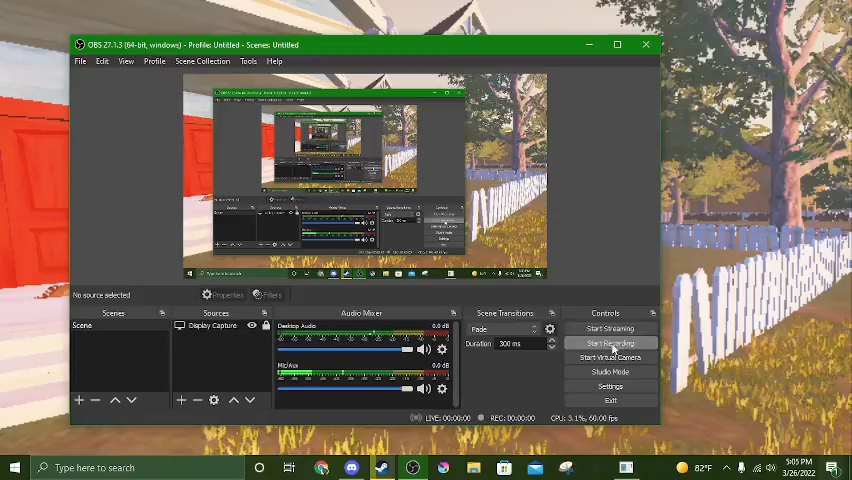 OBS 27.1.3 (64-bit, windows) - Profile: Untitled - Scenes: Untitled
File Edit View Profile Scene Collection Tools Help
No source selected
Properties Filters
Scenes
Sources
Audio Mixer
Scene Transitions
Controls
Scene
Display Capture
Desktop Audio
0.0 dB
Mic/Aux
0.0 dB
Fade
Duration 300 ms
Start Streaming
Start Recording
Start Virtual Camera
Studio Mode
Settings
Exit
LIVE: 00:00:00 REC: 00:00:00 CPU: 3.1%, 60.00 fps
Type here to search
82°F
5:05 PM
3/26/2022